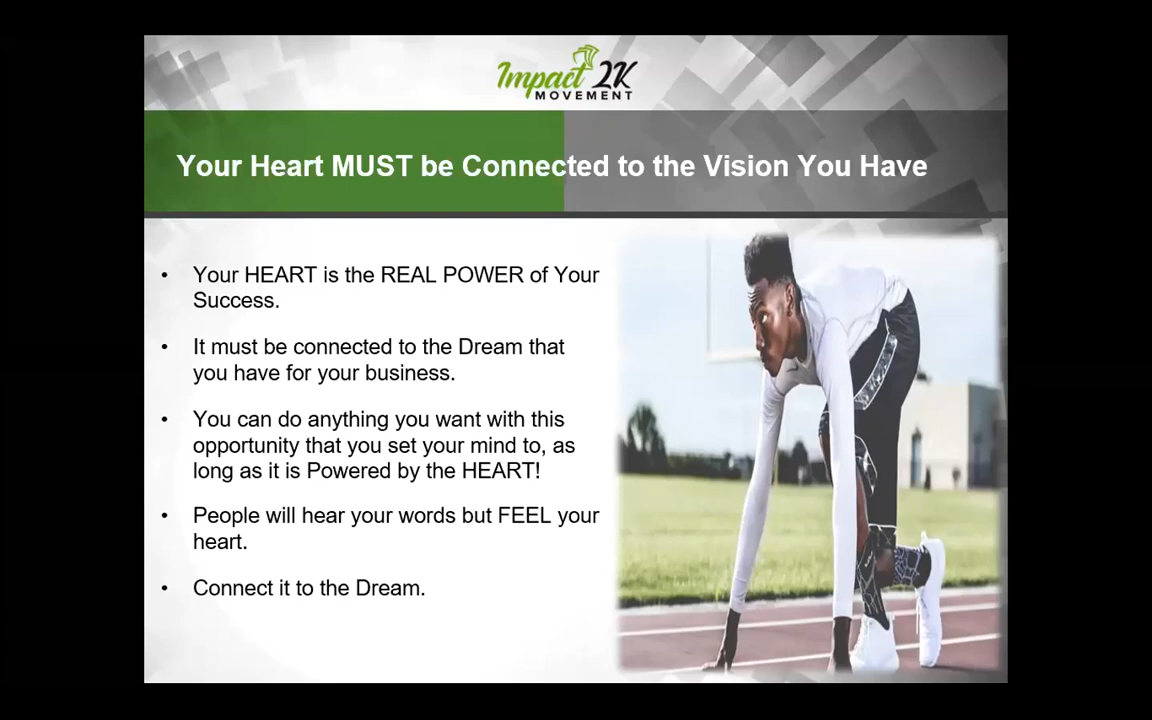 Impact 2K
MOVEMENT
Your Heart MUST be Connected to the Vision You Have
• Your HEART is the REAL POWER of Your
Success.
• It must be connected to the Dream that
you have for your business.
• You can do anything you want with this
opportunity that you set your mind to, as
long as it is Powered by the HEART!
• People will hear your words but FEEL your
heart.
• Connect it to the Dream.